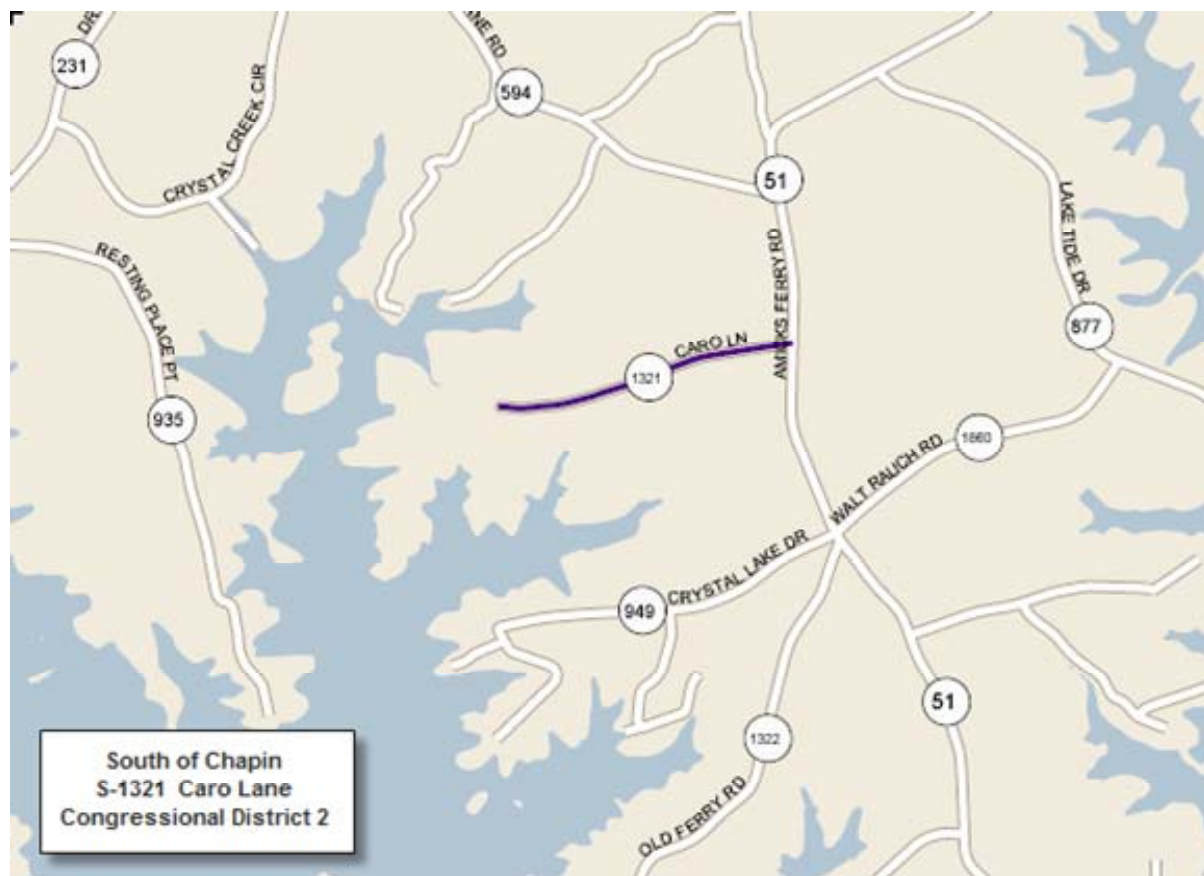 DR
231
CRYSTAL CREEK CIR
NE RD
594
51
AMICKS FERRY RD
LAKE TIDE DR
877
RESTING PLACE PT
935
CARO LN
1321
1860
WALT RAUCH RD
CRYSTAL LAKE DR
949
51
1322
OLD FERRY RD
South of Chapin
S-1321 Caro Lane
Congressional District 2